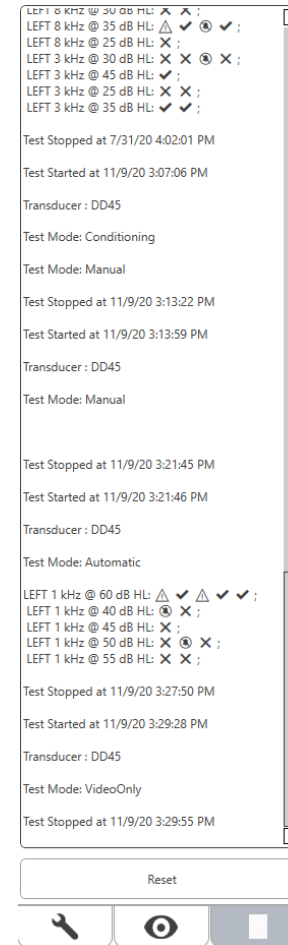 LEFT 8 kHz @ 30 dB HL: ✕ ✕ ;
LEFT 8 kHz @ 35 dB HL: ⚠ ✔ 🔕 ✔ ;
LEFT 8 kHz @ 25 dB HL: ✕ ;
LEFT 3 kHz @ 30 dB HL: ✕ ✕ 🔕 ✕ ;
LEFT 3 kHz @ 45 dB HL: ✔ ;
LEFT 3 kHz @ 25 dB HL: ✕ ✕ ;
LEFT 3 kHz @ 35 dB HL: ✔ ✔ ;
Test Stopped at 7/31/20 4:02:01 PM
Test Started at 11/9/20 3:07:06 PM
Transducer : DD45
Test Mode: Conditioning
Test Mode: Manual
Test Stopped at 11/9/20 3:13:22 PM
Test Started at 11/9/20 3:13:59 PM
Transducer : DD45
Test Mode: Manual
Test Stopped at 11/9/20 3:21:45 PM
Test Started at 11/9/20 3:21:46 PM
Transducer : DD45
Test Mode: Automatic
LEFT 1 kHz @ 60 dB HL: ⚠ ✔ ⚠ ✔ ✔ ;
LEFT 1 kHz @ 40 dB HL: 🔕 ✕ ;
LEFT 1 kHz @ 45 dB HL: ✕ ;
LEFT 1 kHz @ 50 dB HL: ✕ 🔕 ✕ ;
LEFT 1 kHz @ 55 dB HL: ✕ ✕ ;
Test Stopped at 11/9/20 3:27:50 PM
Test Started at 11/9/20 3:29:28 PM
Transducer : DD45
Test Mode: VideoOnly
Test Stopped at 11/9/20 3:29:55 PM
Reset